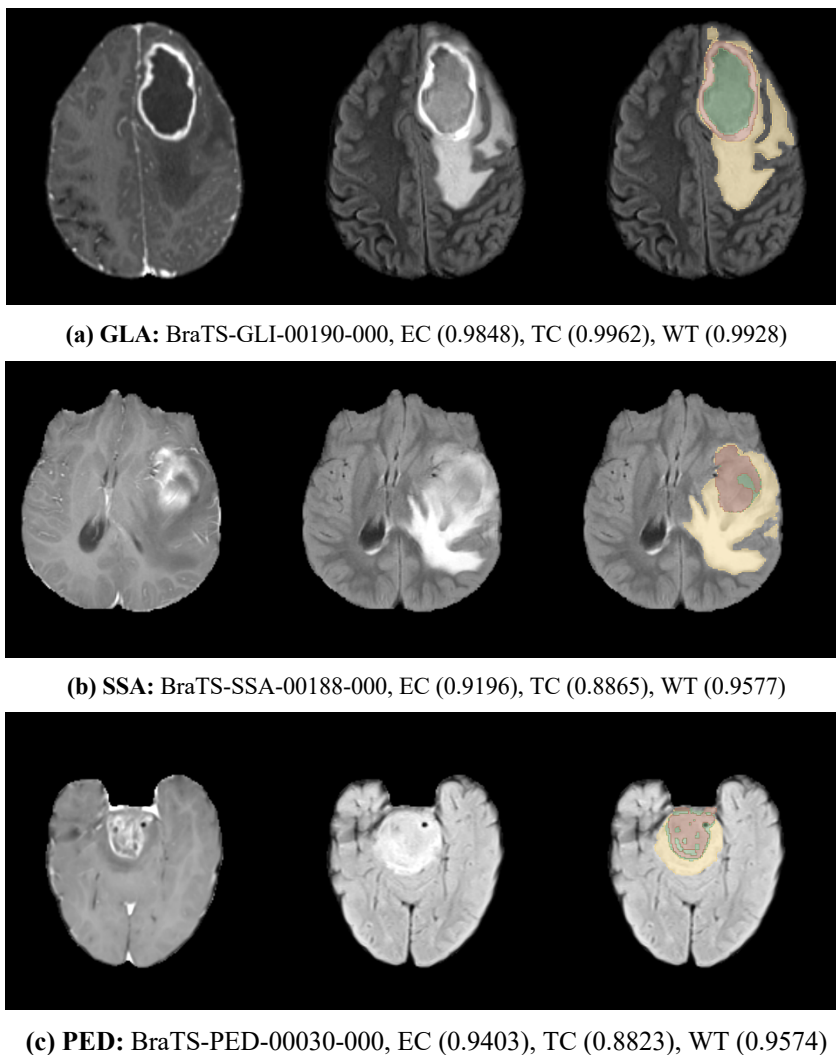 (a) GLA: BraTS-GLI-00190-000, EC (0.9848), TC (0.9962), WT (0.9928)
(b) SSA: BraTS-SSA-00188-000, EC (0.9196), TC (0.8865), WT (0.9577)
(c) PED: BraTS-PED-00030-000, EC (0.9403), TC (0.8823), WT (0.9574)